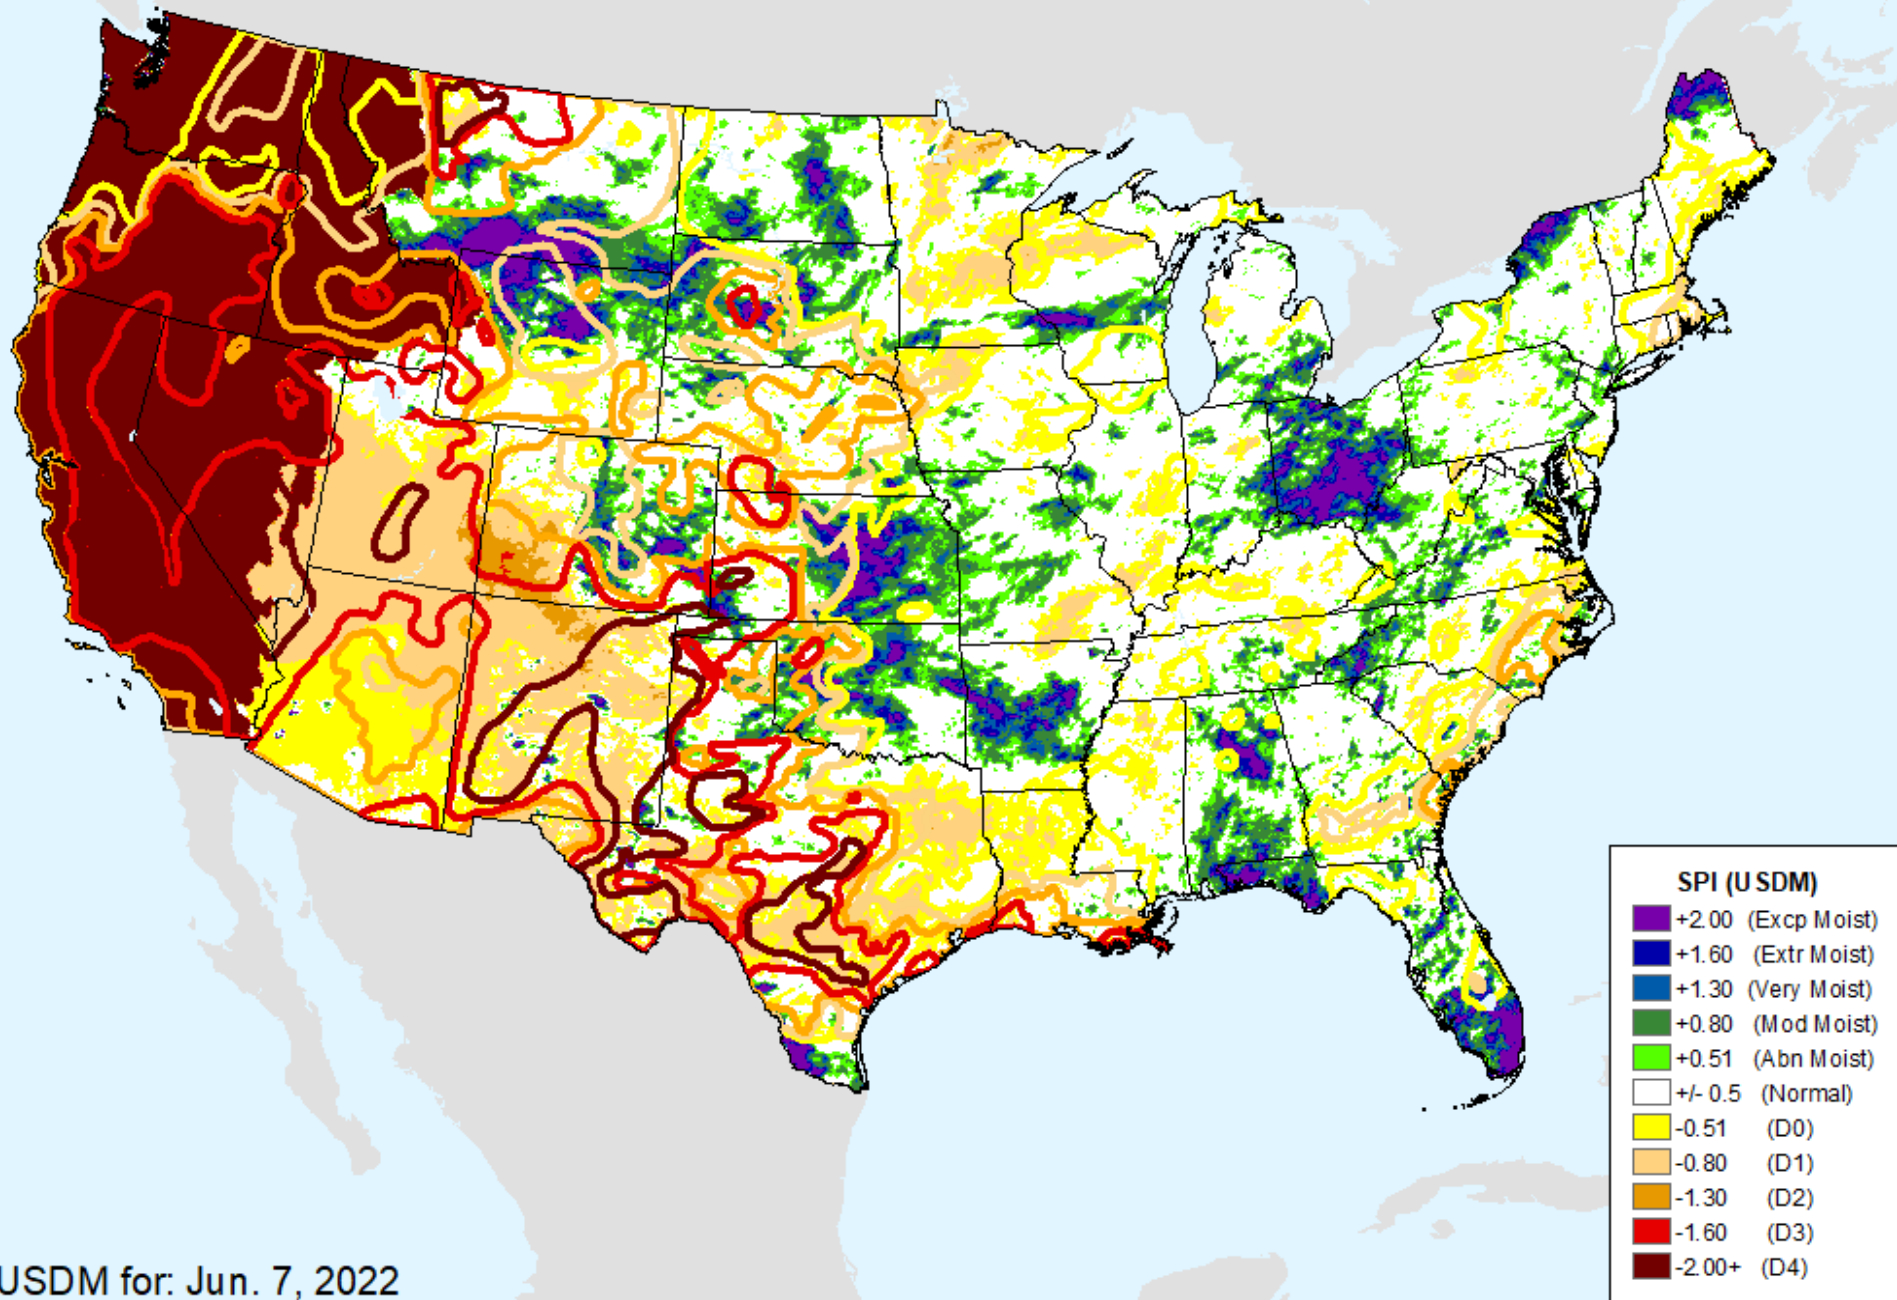 SPI (USDM)
+2.00 (Excp Moist)
+1.60 (Extr Moist)
+1.30 (Very Moist)
+0.80 (Mod Moist)
+0.51 (Abn Moist)
+/- 0.5 (Normal)
-0.51 (D0)
-0.80 (D1)
-1.30 (D2)
-1.60 (D3)
-2.00+ (D4)
USDM for: Jun. 7, 2022